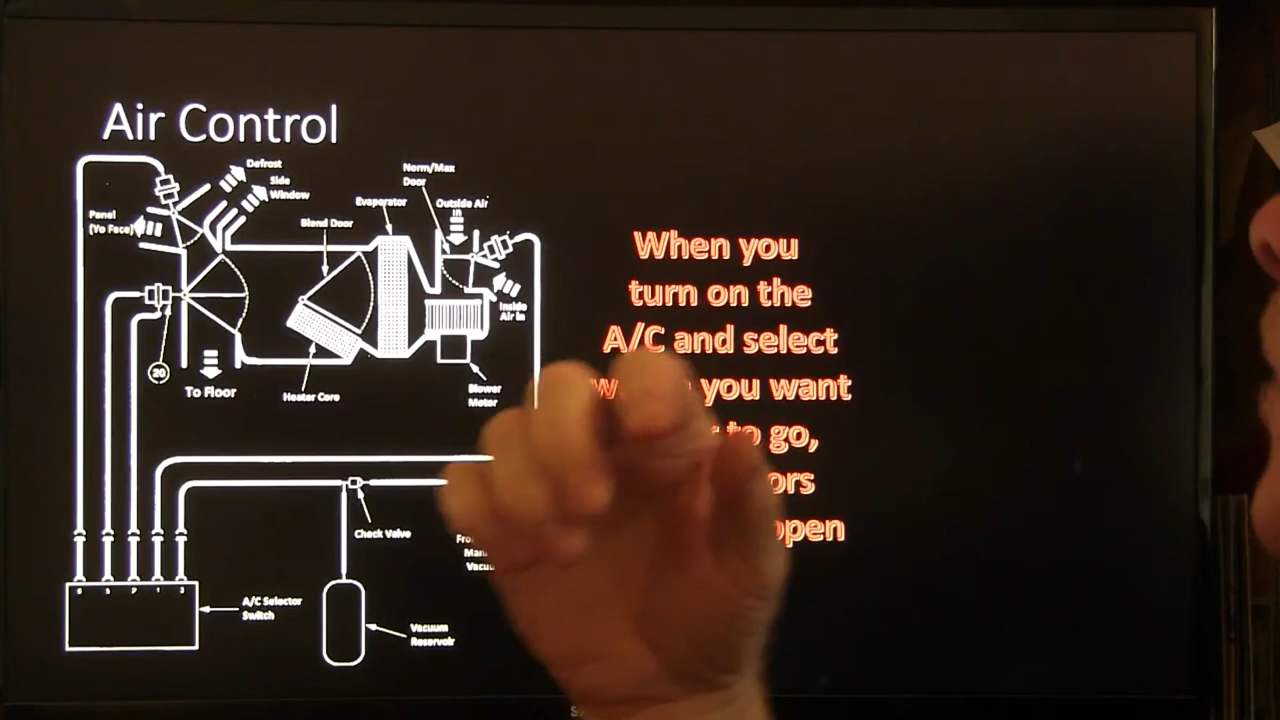 Air Control
Defrost
Side
Window
Norm/Max
Door
Evaporator
Outside Air
in
Panel
(Yo Face)
Blend Door
Inside
Air In
20
To Floor
Heater Core
Blower
Motor
Check Valve
Vacuum
Reservoir
A/C Selector
Switch
When you
turn on the
A/C and select
you want
to go,
open